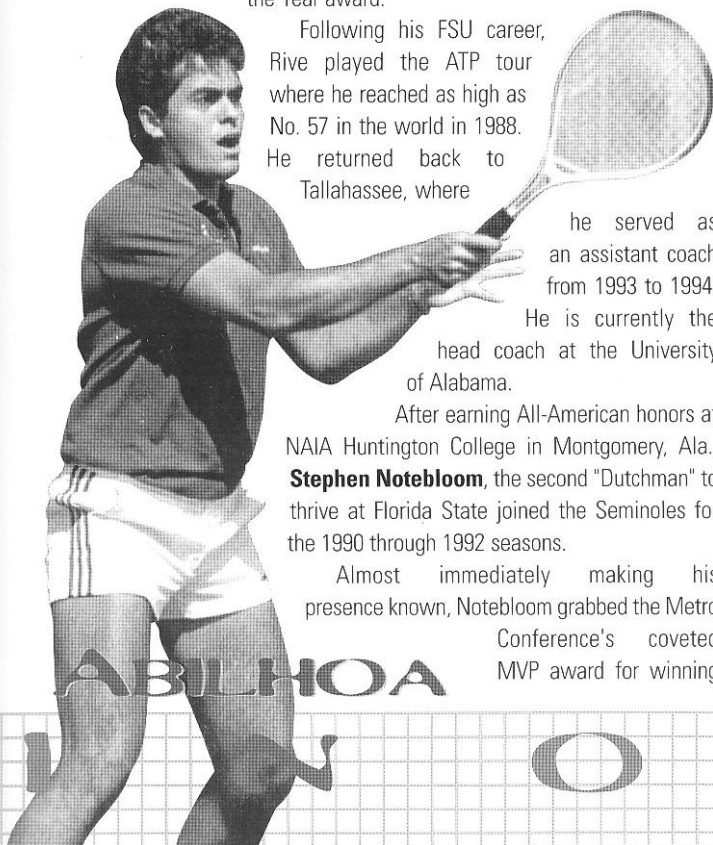 the Year award.
Following his FSU career,
Rive played the ATP tour
where he reached as high as
No. 57 in the world in 1988.
He returned back to
Tallahassee, where
he served as
an assistant coach
from 1993 to 1994
He is currently the
head coach at the University
of Alabama.
After earning All-American honors at
NAIA Huntington College in Montgomery, Ala.
Stephen Notebloom, the second "Dutchman" to
thrive at Florida State joined the Seminoles fo
the 1990 through 1992 seasons.
Almost immediately making his
presence known, Notebloom grabbed the Metro
Conference's coveted
MVP award for winning
ABILHOA
O